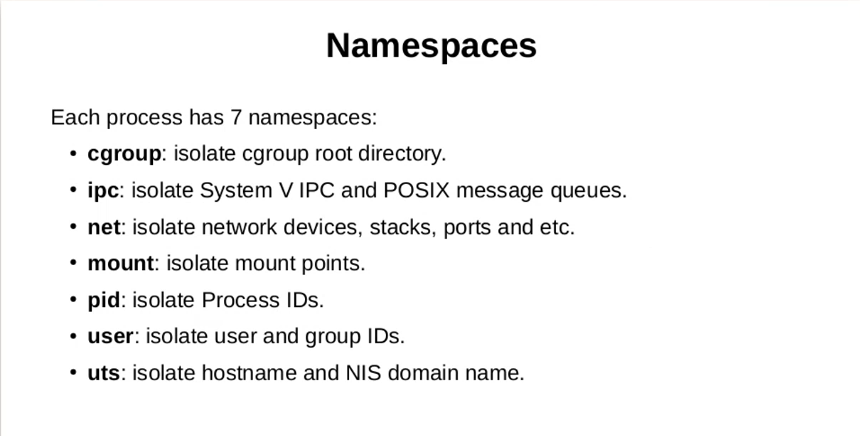 Namespaces
Each process has 7 namespaces:
• cgroup: isolate cgroup root directory.
• ipc: isolate System V IPC and POSIX message queues.
• net: isolate network devices, stacks, ports and etc.
• mount: isolate mount points.
• pid: isolate Process IDs.
• user: isolate user and group IDs.
• uts: isolate hostname and NIS domain name.